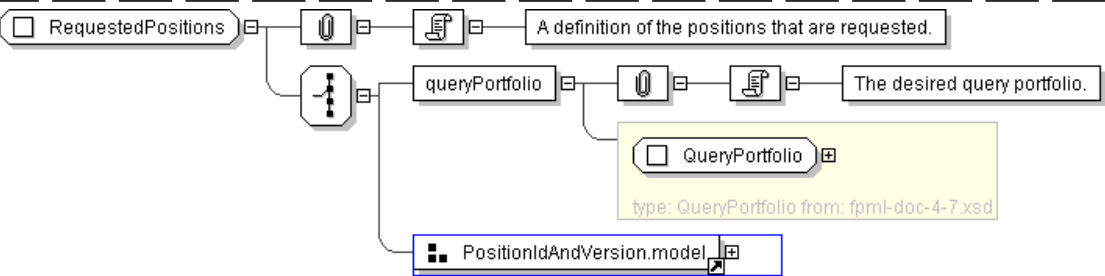 RequestedPositions
A definition of the positions that are requested.
queryPortfolio
The desired query portfolio.
QueryPortfolio
type: QueryPortfolio from: fpml-doc-4-7.xsd
PositionIdAndVersion.model